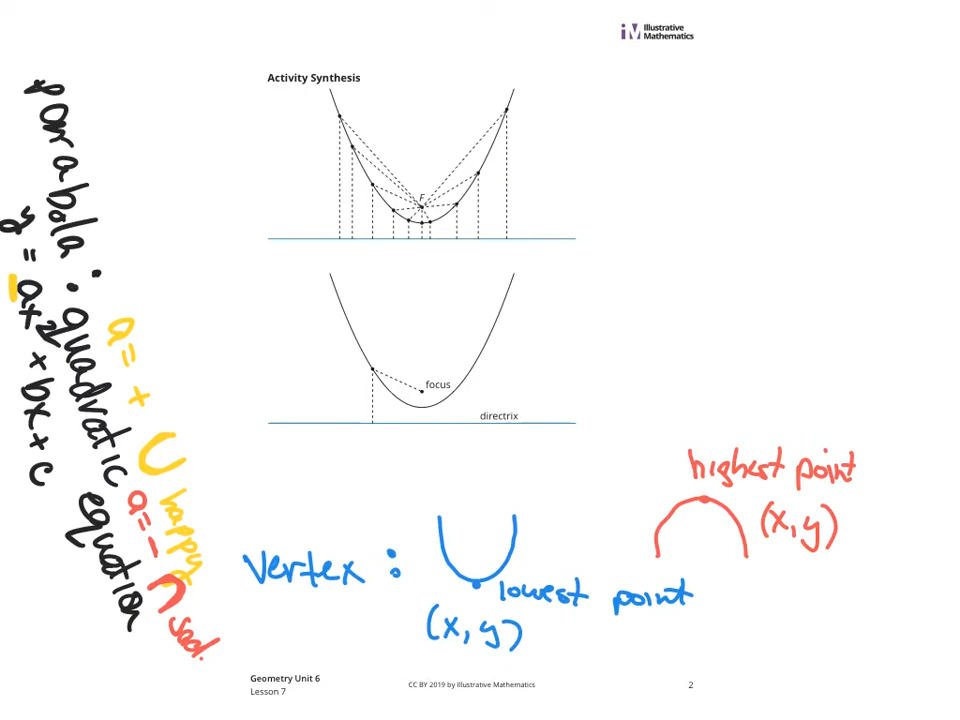 Illustrative
Mathematics
Activity Synthesis
F
focus
directrix
parabola : quadratic equation
y = ax² + bx + c
a = + U happy
a = - ∩ sad.
vertex :
lowest point
(x, y)
highest point
(x, y)
Geometry Unit 6
Lesson 7
CC BY 2019 by Illustrative Mathematics
2